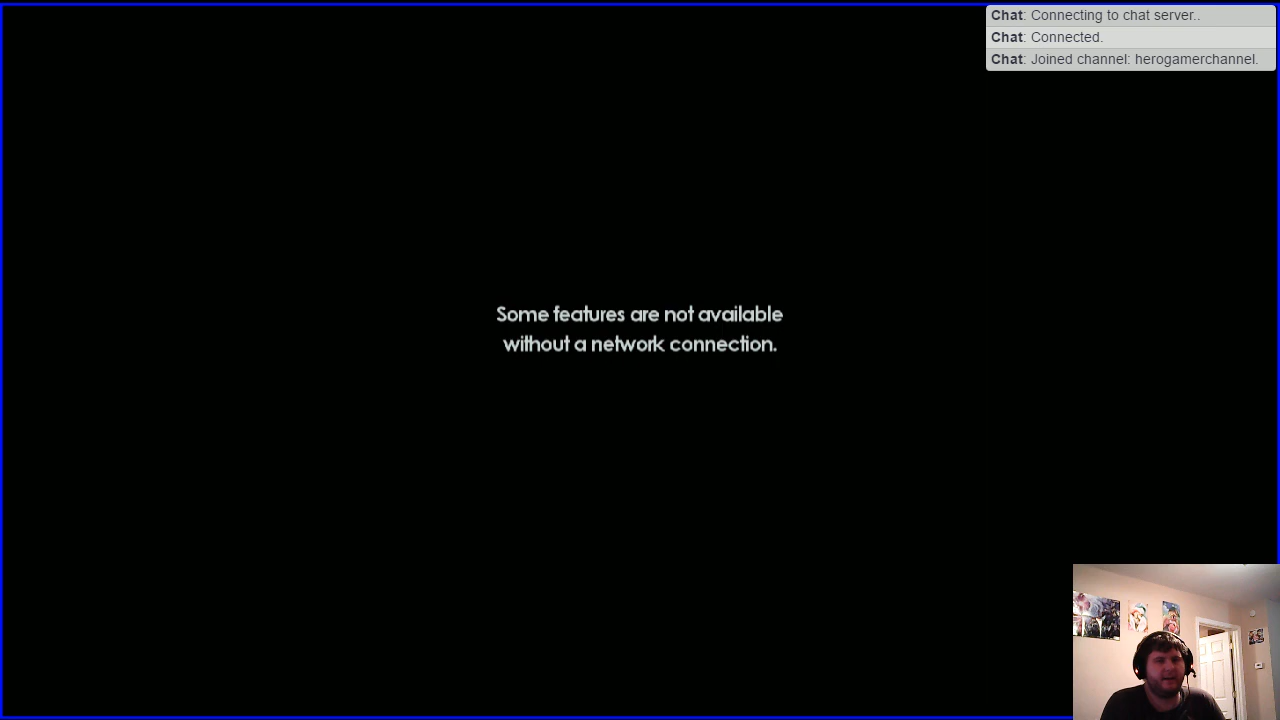 Chat: Connecting to chat server..
Chat: Connected.
Chat: Joined channel: herogamerchannel.
Some features are not available
without a network connection.